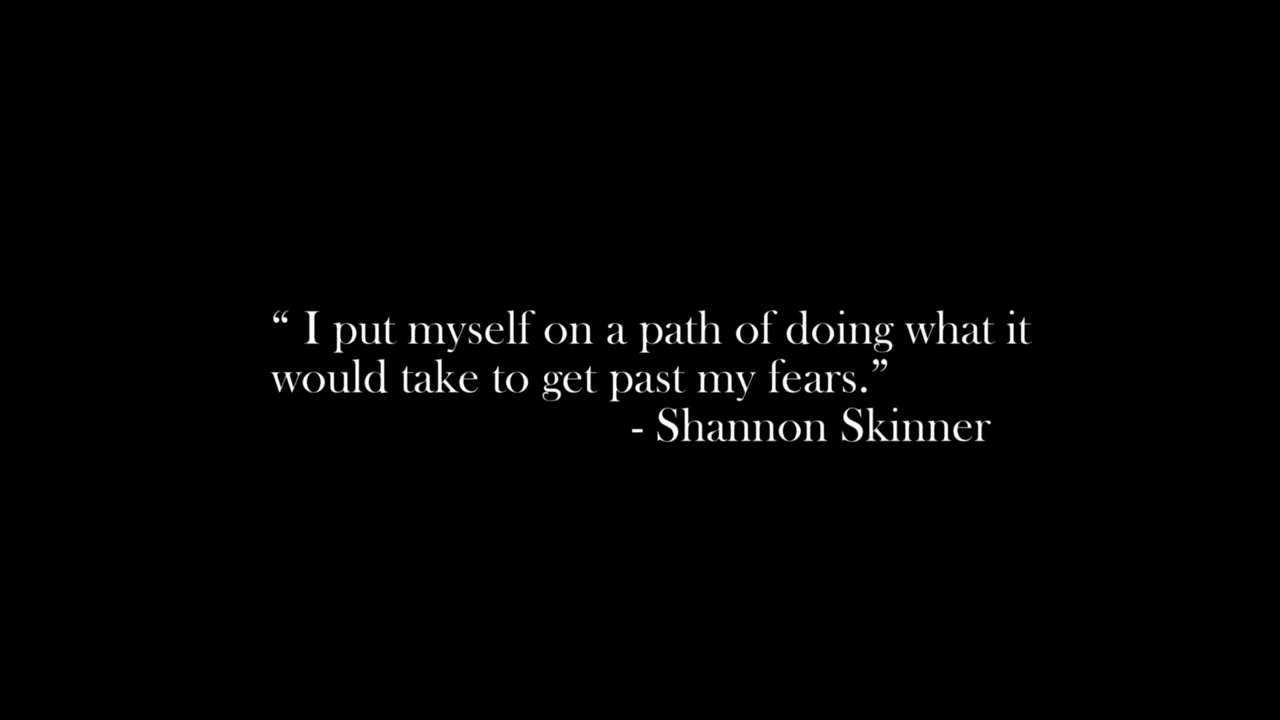 “ I put myself on a path of doing what it
would take to get past my fears.”
- Shannon Skinner